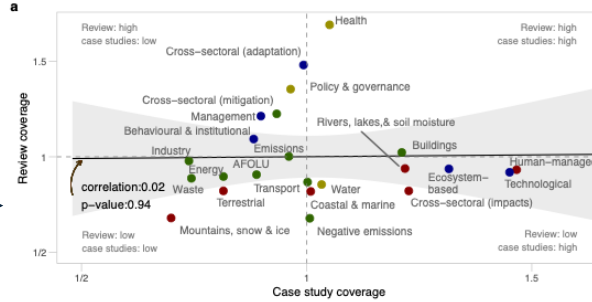 a
Health
Review: high
case studies: low
Review: high
case studies: high
Cross−sectoral (adaptation)
1.5
Policy & governance
Cross−sectoral (mitigation)
Management
Rivers, lakes,& soil moisture
Behavioural & institutional
Emissions
Buildings
Industry
1
AFOLU
Human−manage
Energy
Ecosystem−
based
Technological
correlation:0.02
p−value:0.94
Waste
Transport
Water
Terrestrial
Coastal & marine
Cross−sectoral (impacts)
Mountains, snow & ice
Negative emissions
Review: low
case studies: low
Review: low
case studies: high
1/2
Review coverage
1/2
1
1.5
Case study coverage